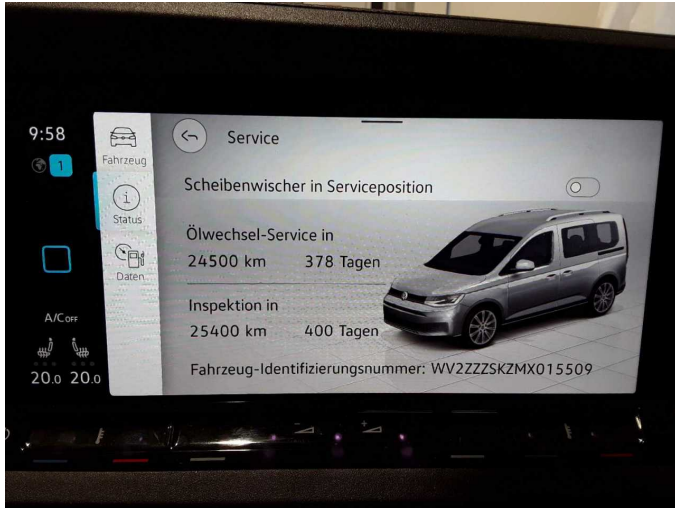 9:58
1
Fahrzeug
Service
Scheibenwischer in Serviceposition
Status
Ölwechsel-Service in
24500 km 378 Tagen
Daten
Inspektion in
25400 km 400 Tagen
A/C OFF
20.0 20.0
Fahrzeug-Identifizierungsnummer: WV2ZZZSKZMX015509